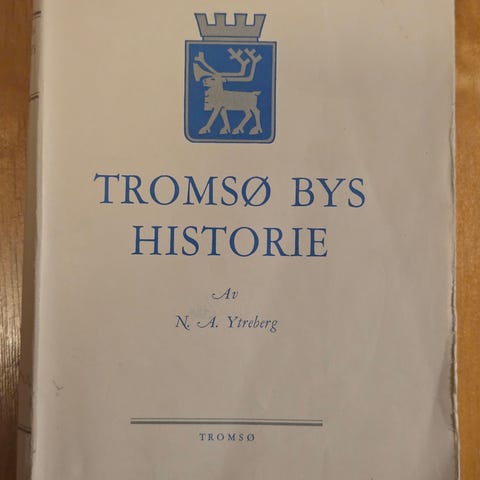 TROMSØ BYS
HISTORIE
Av
N. A. Ytreberg
TROMSØ